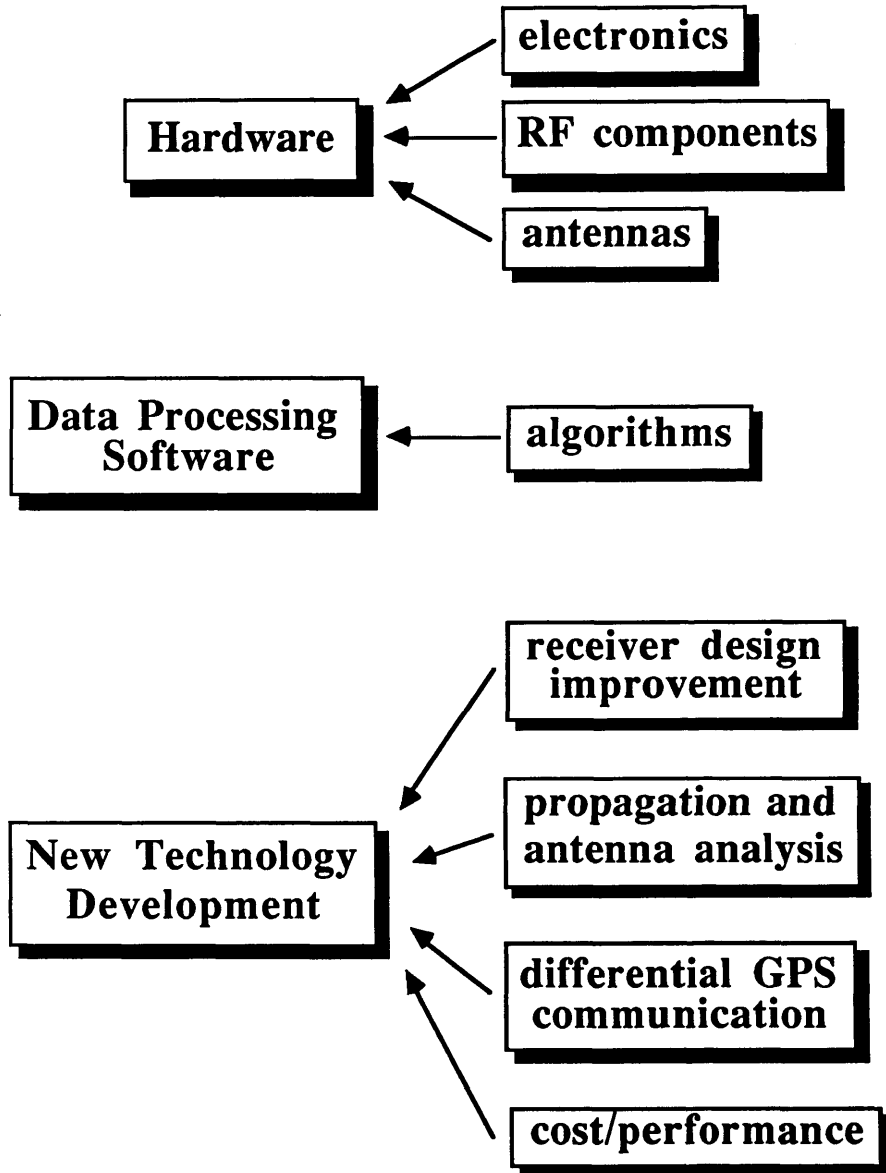 electronics
Hardware
RF components
antennas
Data Processing
Software
algorithms
receiver design
improvement
propagation and
antenna analysis
New Technology
Development
differential GPS
communication
cost/performance